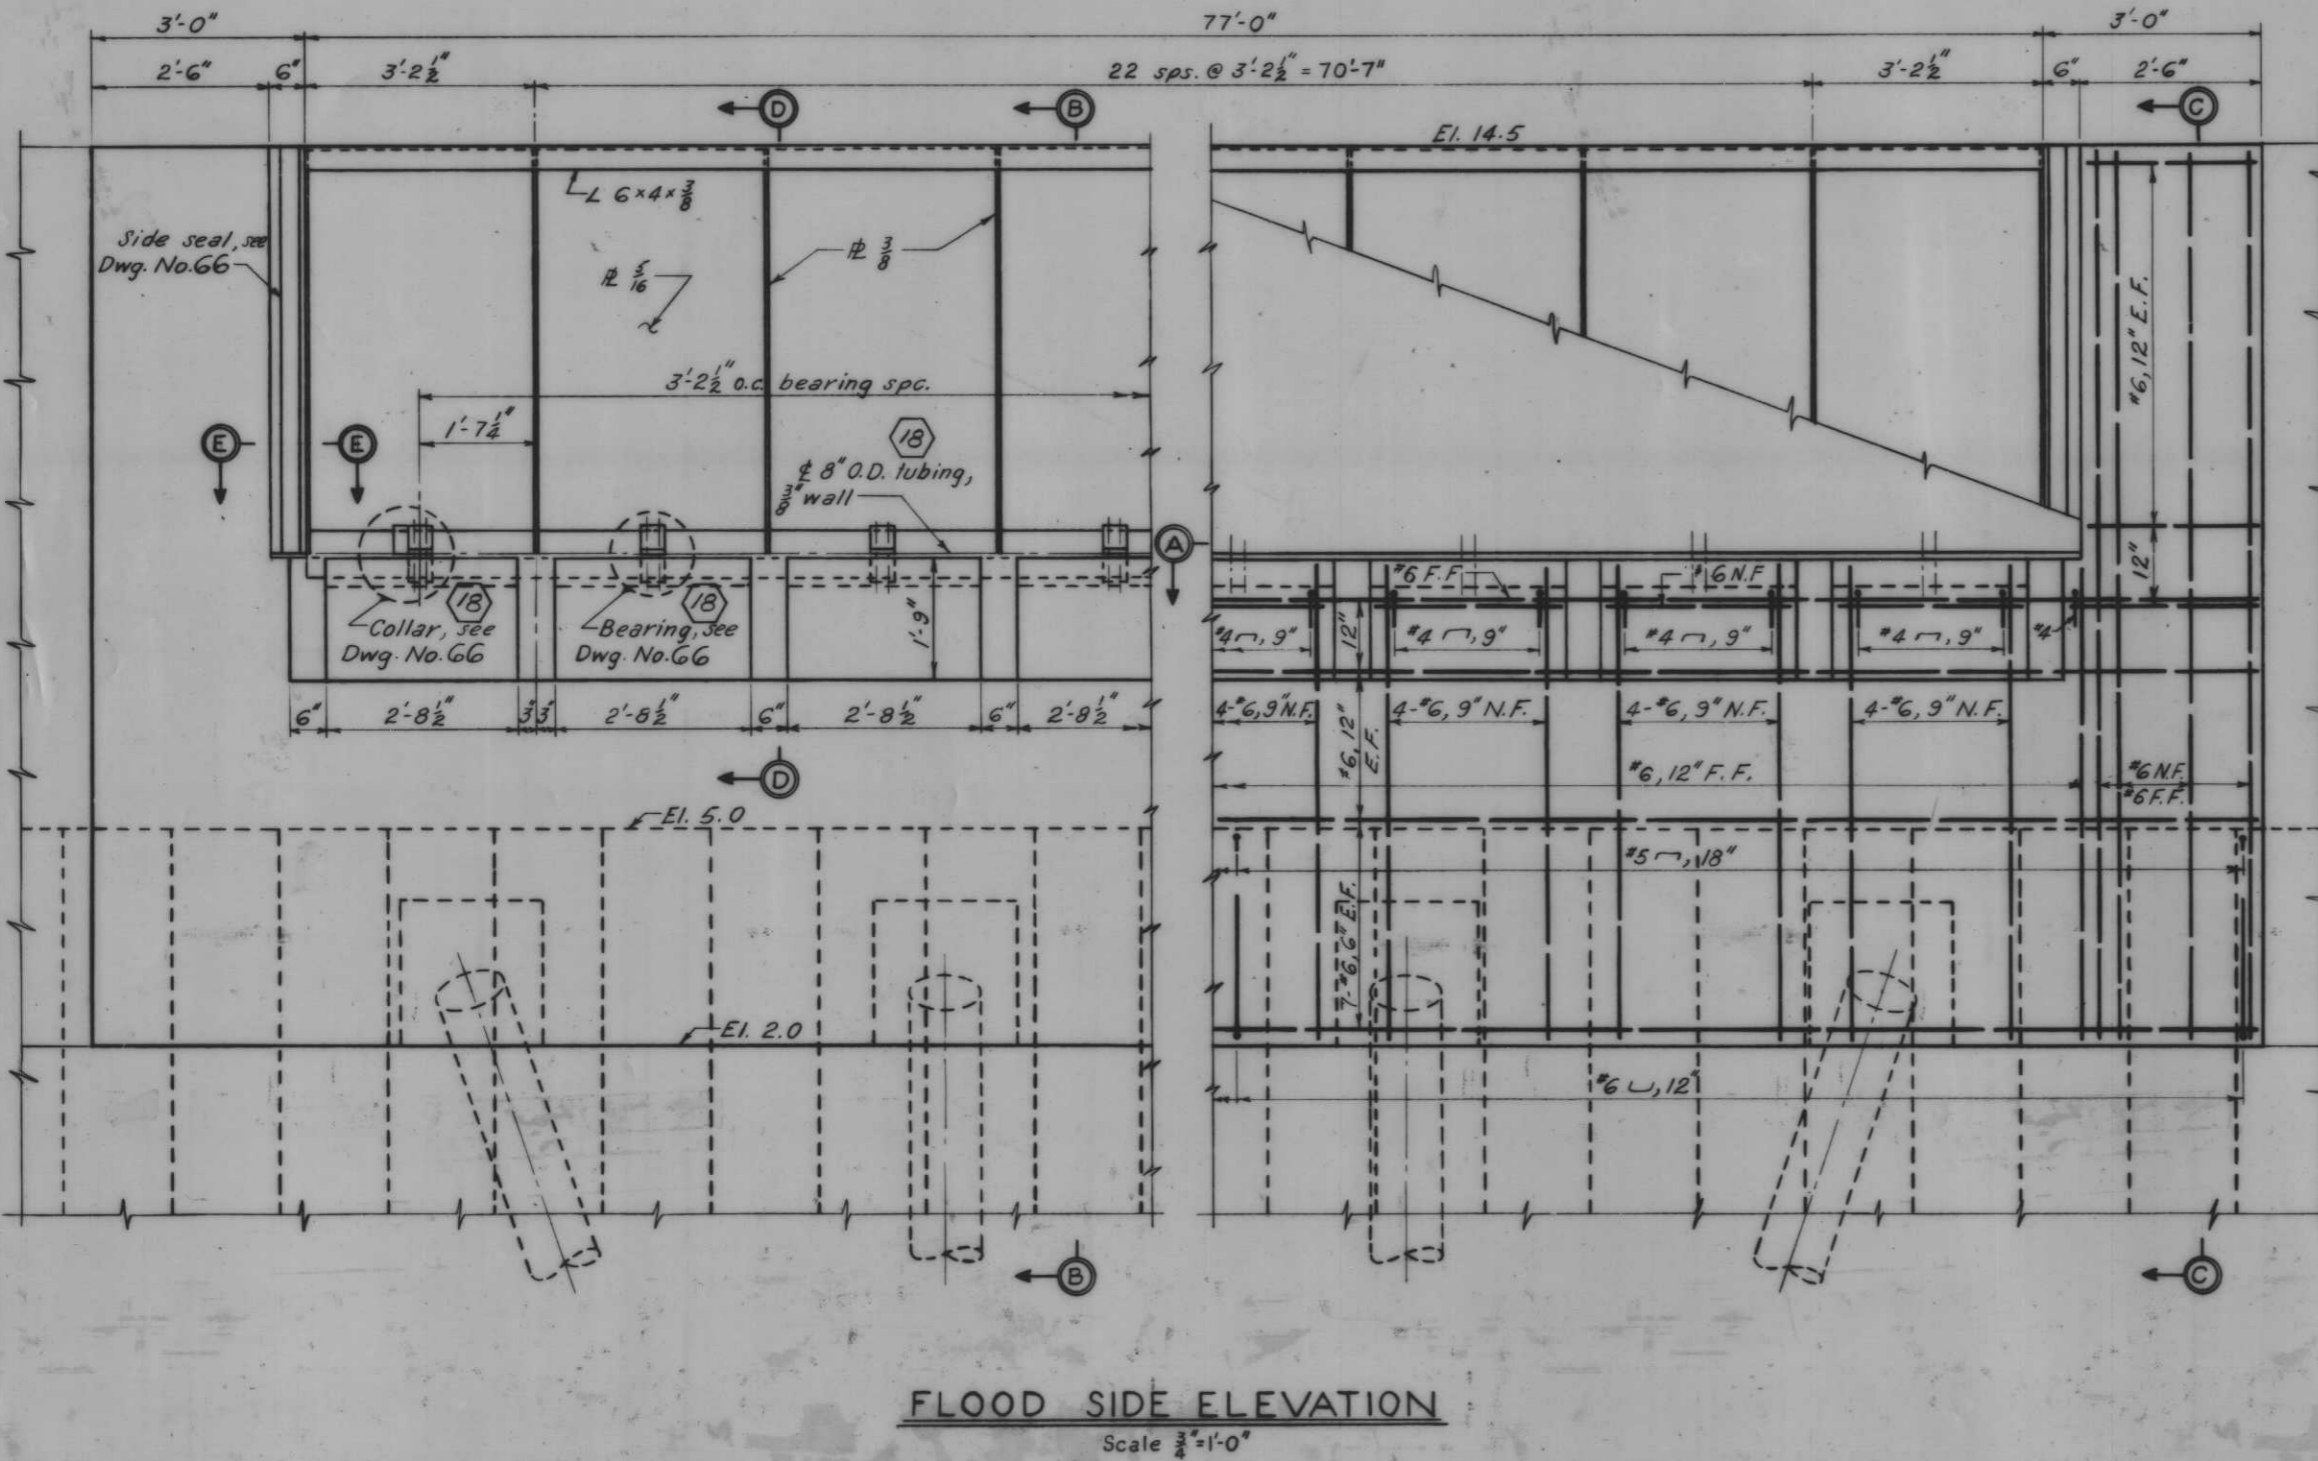 3'-0"
77'-0"
3'-0"
2'-6"
6"
3'-2½"
22 sps. @ 3'-2½" = 70'-7"
3'-2½"
6"
2'-6"
D
B
C
El. 14.5
L 6×4×3/8
Side seal, see
Dwg. No. 66
℄ 3/8
℄ 5/16
#6, 12" E.F.
3'-2½" o.c. bearing spc.
1'-7¼"
18
E
E
℄ 8" O.D. tubing,
3/8" wall
A
12"
#6 F.F.
#6 N.F.
18
18
Collar, see
Dwg. No. 66
Bearing, see
Dwg. No. 66
1'-9"
#4 ⌐¬, 9"
12"
#4 ⌐¬, 9"
#4 ⌐¬, 9"
#4 ⌐¬, 9"
#4
6"
2'-8½"
3"
3"
2'-8½"
6"
2'-8½"
6"
2'-8½"
4-#6, 9" N.F.
4-#6, 9" N.F.
4-#6, 9" N.F.
4-#6, 9" N.F.
#6, 12"
E.F.
D
#6, 12" F.F.
#6 N.F.
#6 F.F.
El. 5.0
#5 ⌐¬, 18"
7-#6, 6" E.F.
El. 2.0
#6 ⌴, 12"
B
C
FLOOD SIDE ELEVATION
Scale ¾"=1'-0"